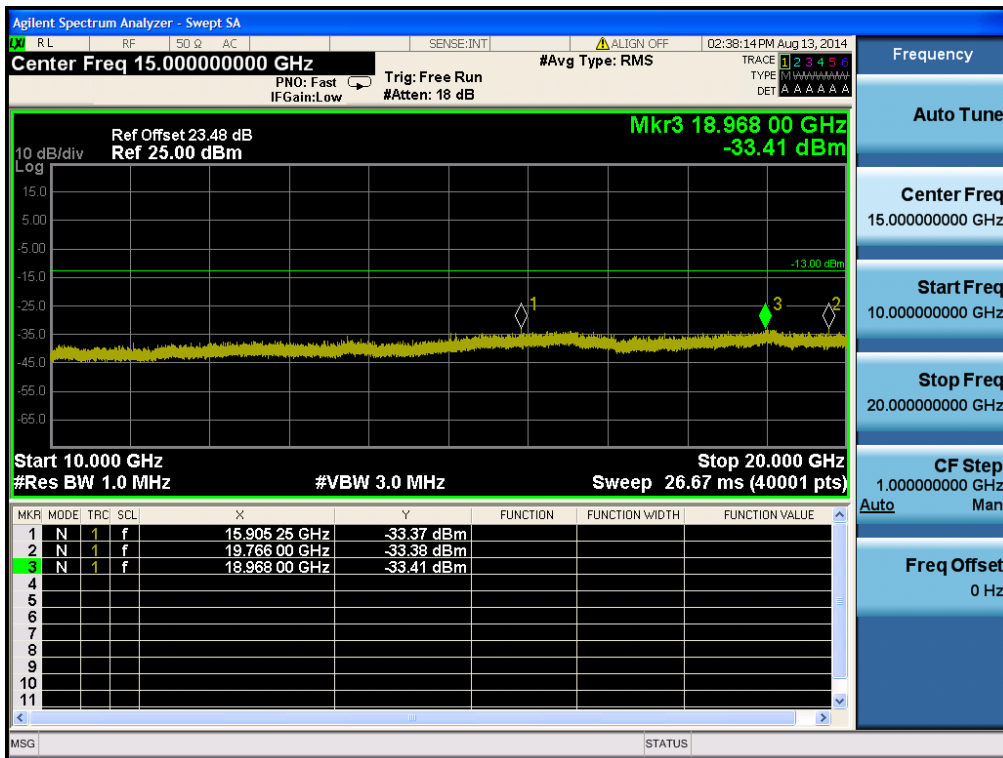 Agilent Spectrum Analyzer - Swept SA
LXI RL RF 50 Ω AC SENSE:INT ALIGN OFF 02:38:14 PM Aug 13, 2014
Center Freq 15.000000000 GHz #Avg Type: RMS TRACE 1 2 3 4 5 6
PNO: Fast Trig: Free Run TYPE M WWWWW
IFGain:Low #Atten: 18 dB DET A A A A A A
Mkr3 18.968 00 GHz
-33.41 dBm
Ref Offset 23.48 dB
10 dB/div Ref 25.00 dBm
Log
15.0
5.00
-5.00
-13.00 dBm
-15.0
-25.0
1
3
2
-35.0
-45.0
-55.0
-65.0
Start 10.000 GHz Stop 20.000 GHz
#Res BW 1.0 MHz #VBW 3.0 MHz Sweep 26.67 ms (40001 pts)
MKR MODE TRC SCL X Y FUNCTION FUNCTION WIDTH FUNCTION VALUE
1 N 1 f 15.905 25 GHz -33.37 dBm
2 N 1 f 19.766 00 GHz -33.38 dBm
3 N 1 f 18.968 00 GHz -33.41 dBm
4
5
6
7
8
9
10
11
MSG STATUS
Frequency
Auto Tune
Center Freq
15.000000000 GHz
Start Freq
10.000000000 GHz
Stop Freq
20.000000000 GHz
CF Step
1.000000000 GHz
Auto Man
Freq Offset
0 Hz